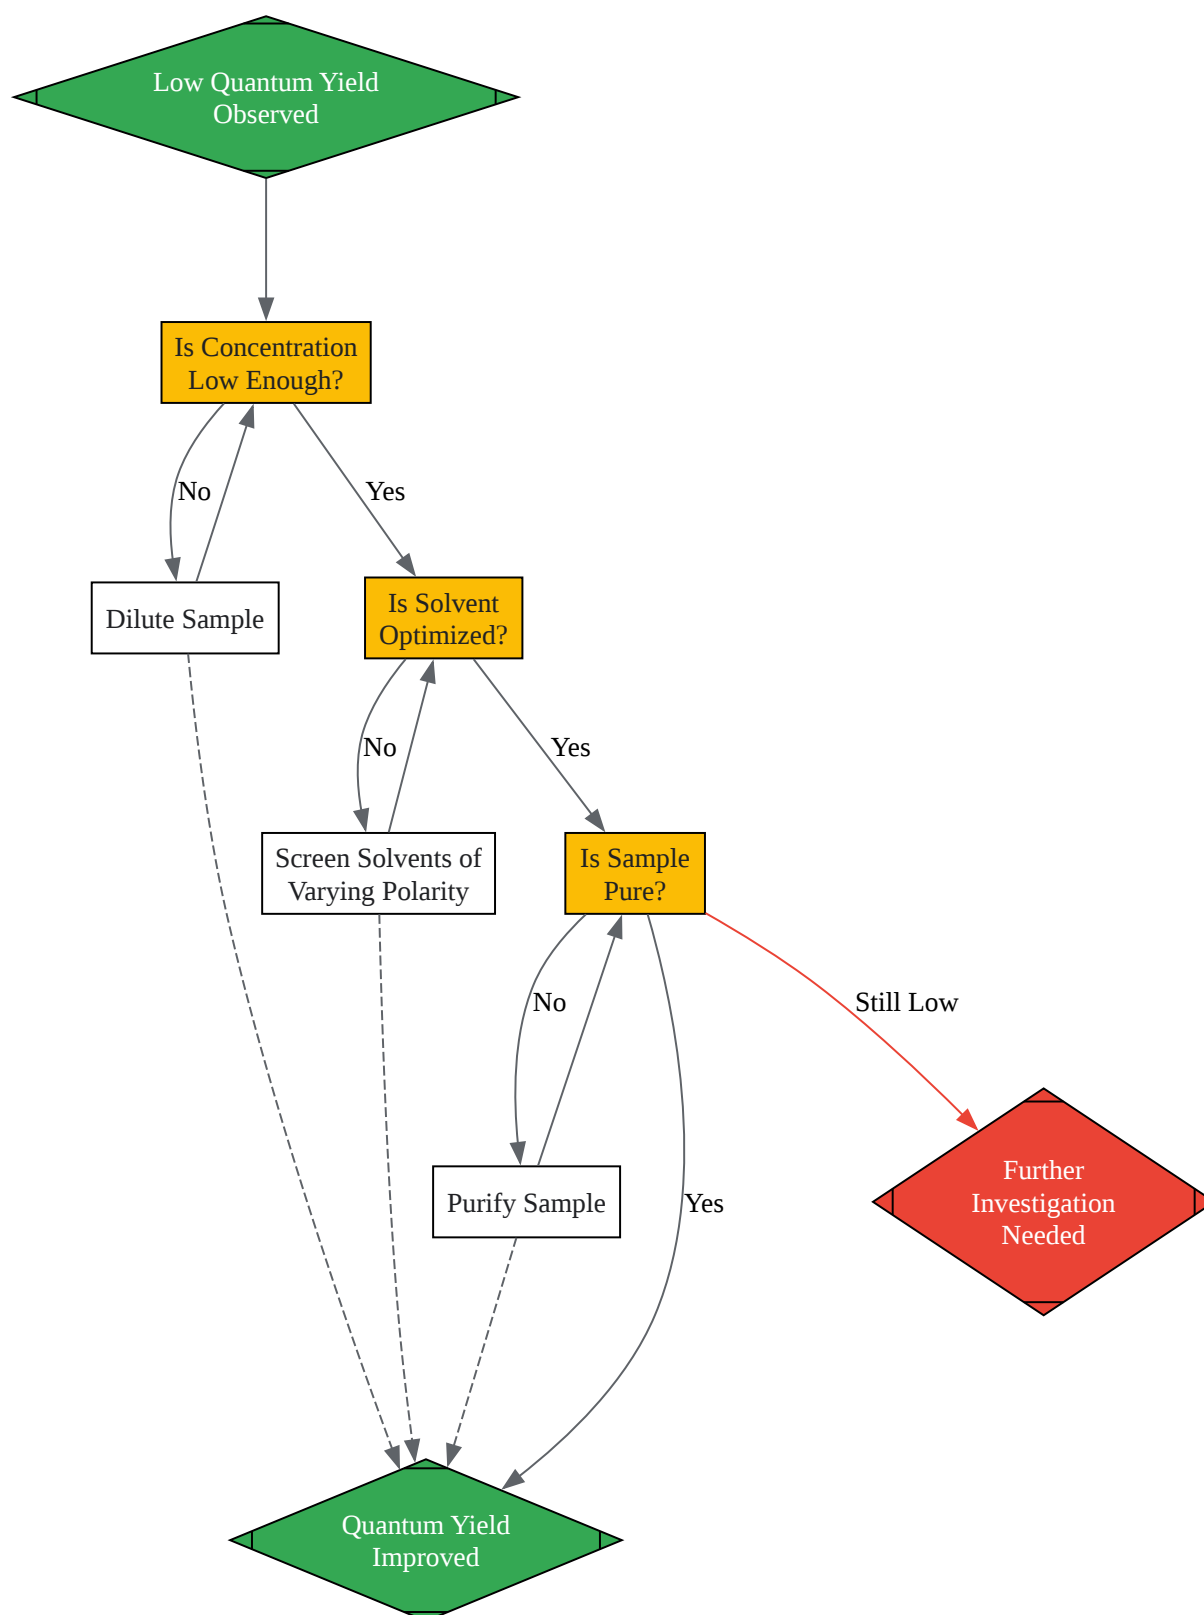 Low Quantum Yield
Observed
Is Concentration
Low Enough?
No
Yes
Dilute Sample
Is Solvent
Optimized?
No
Yes
Screen Solvents of
Varying Polarity
Is Sample
Pure?
No
Still Low
Purify Sample
Yes
Further
Investigation
Needed
Quantum Yield
Improved